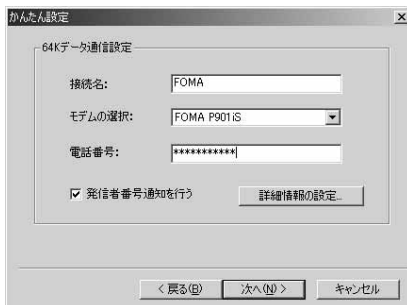 かんたん設定
64Kデータ通信設定
接続名: FOMA
モデムの選択: FOMA P901iS
電話番号: ***********
発信者番号通知を行う 詳細情報の設定...
< 戻る(B) 次へ(N) > キャンセル